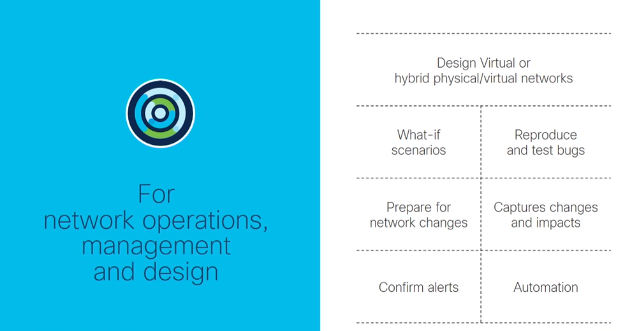 For
network operations,
management
and design
Design Virtual or
hybrid physical/virtual networks
What-if
scenarios
Reproduce
and test bugs
Prepare for
network changes
Captures changes
and impacts
Confirm alerts
Automation